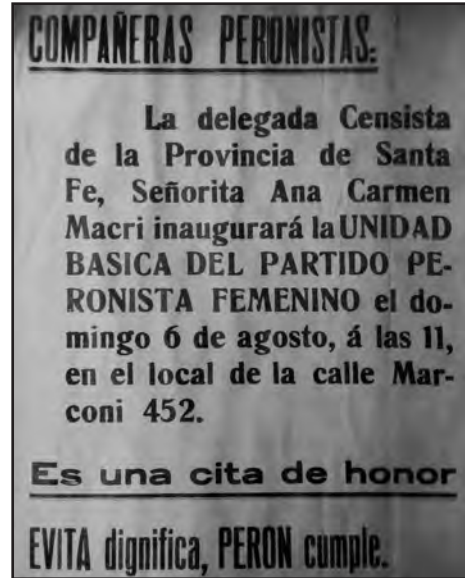 COMPAÑERAS PERONISTAS:
La delegada Censista
de la Provincia de Santa
Fe, Señorita Ana Carmen
Macri inaugurará la UNIDAD
BASICA DEL PARTIDO PE-
RONISTA FEMENINO el do-
mingo 6 de agosto, á las 11,
en el local de la calle Mar-
coni 452.
Es una cita de honor
EVITA dignifica, PERON cumple.